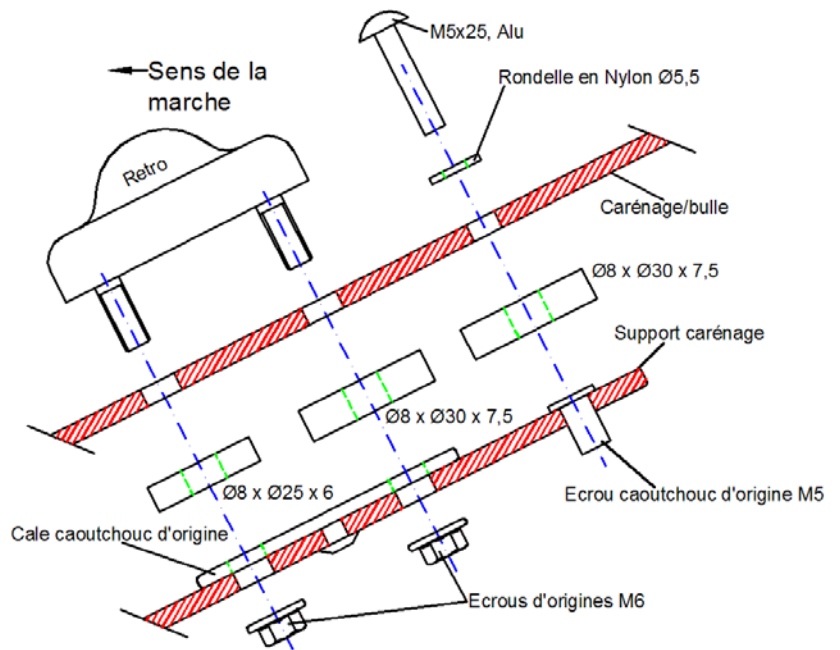 M5x25, Alu
Sens de la
marche
Rondelle en Nylon Ø5,5
Retro
Carénage/bulle
Ø8 x Ø30 x 7,5
Support carénage
Ø8 x Ø30 x 7,5
Ø8 x Ø25 x 6
Ecrou caoutchouc d'origine M5
Cale caoutchouc d'origine
Ecrous d'origines M6